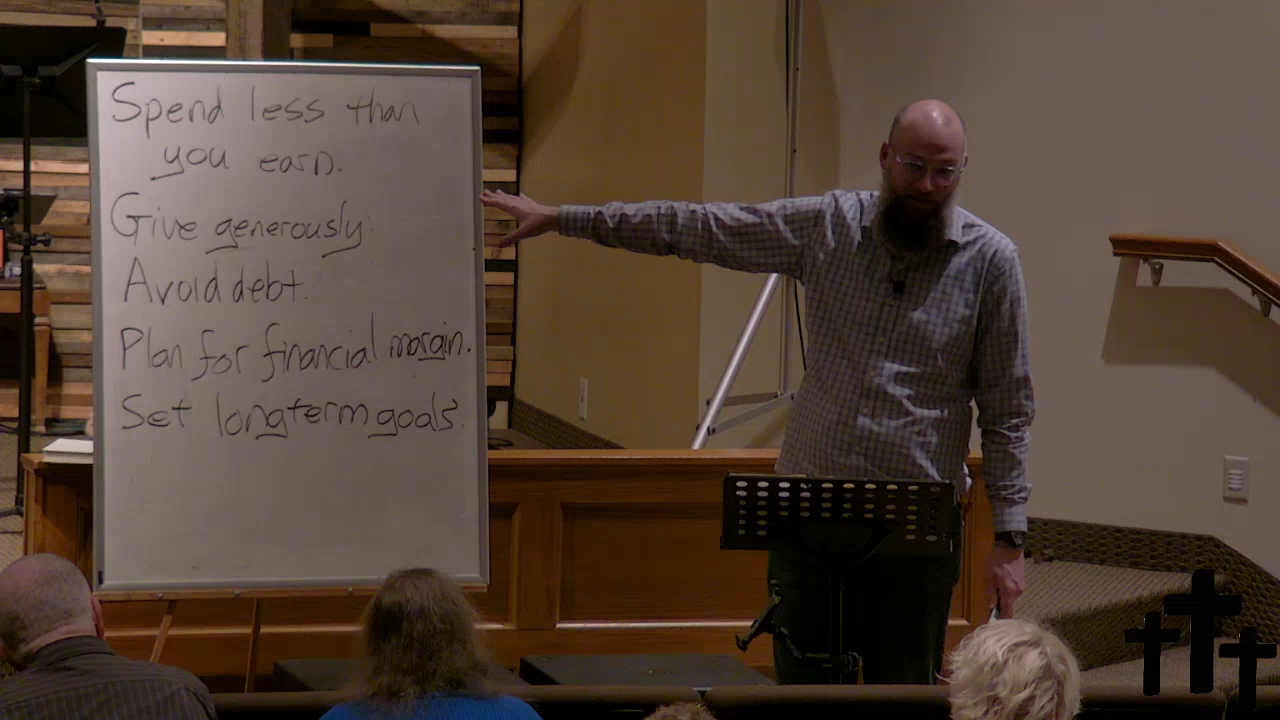 Spend less than
you earn.
Give generously.
Avoid debt.
Plan for financial margin.
Set longterm goals.